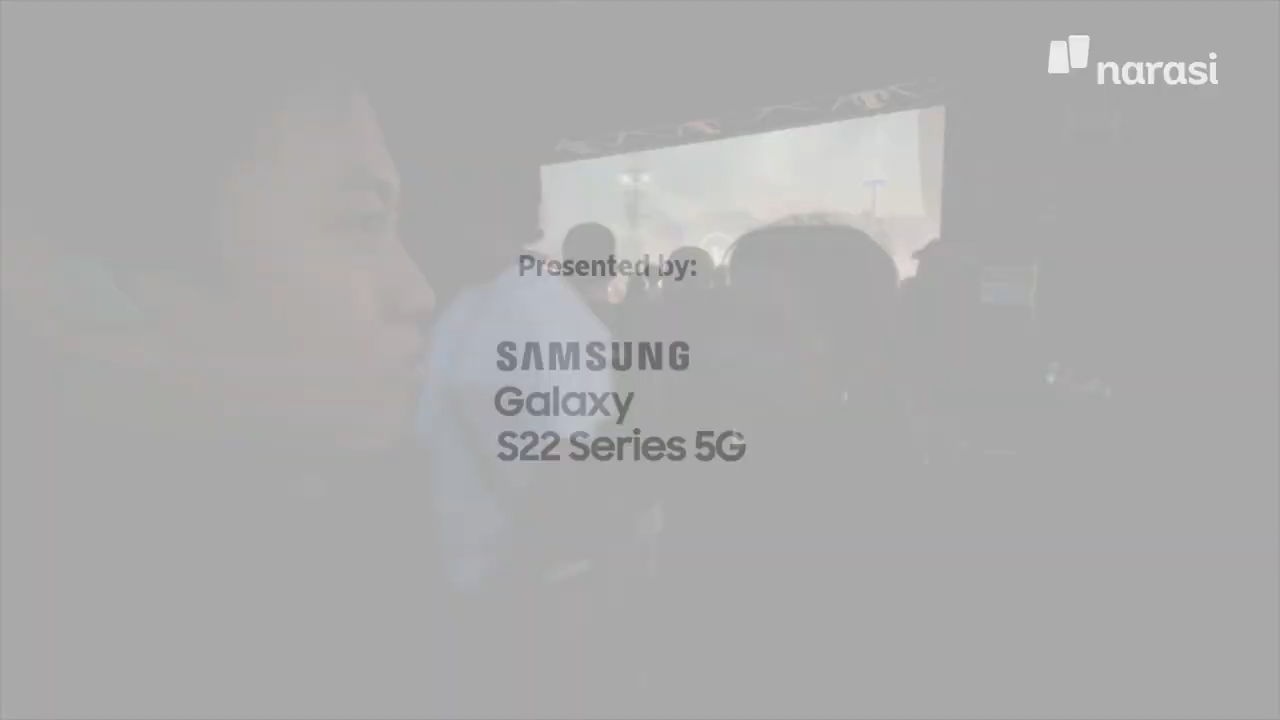 narasi
Presented by:
SAMSUNG
Galaxy
S22 Series 5G